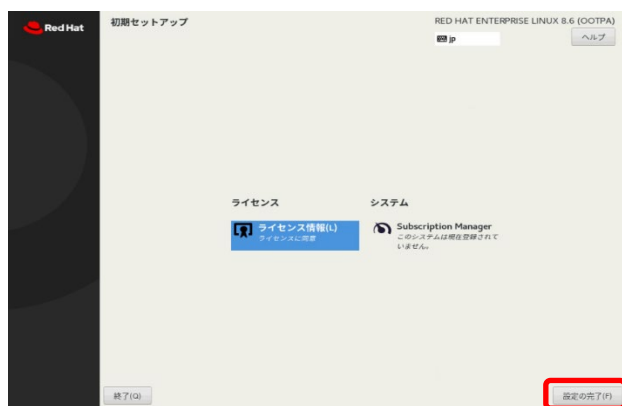 Red Hat
初期セットアップ
RED HAT ENTERPRISE LINUX 8.6 (OOTPA)
jp
ヘルプ
ライセンス
ライセンス情報(L)
ライセンスに同意
システム
Subscription Manager
このシステムは現在登録されて
いません。
終了(Q)
設定の完了(F)